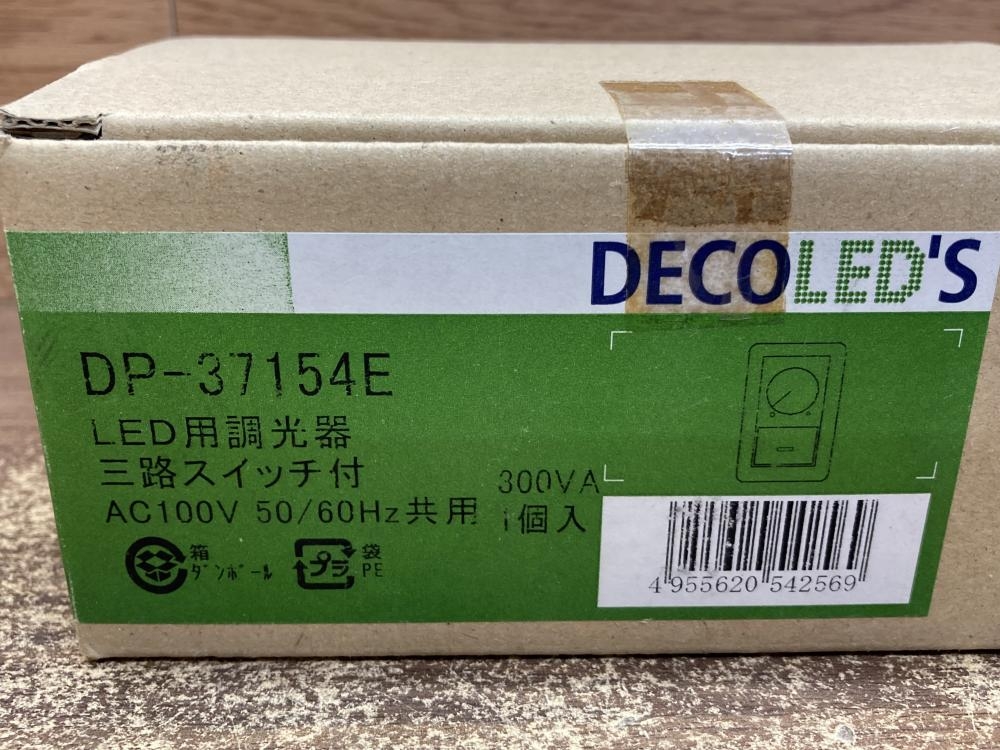 DECOLED'S
DP-37154E
LED用調光器
三路スイッチ付
AC100V 50/60Hz共用
300VA
1個入
箱
ダンボール
プラ
袋
PE
4 955620 542569